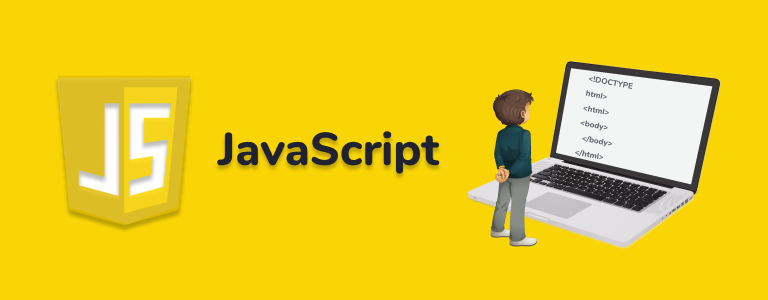 JS
JavaScript
<!DOCTYPE
html>
<html>
<body>
</body>
</html>